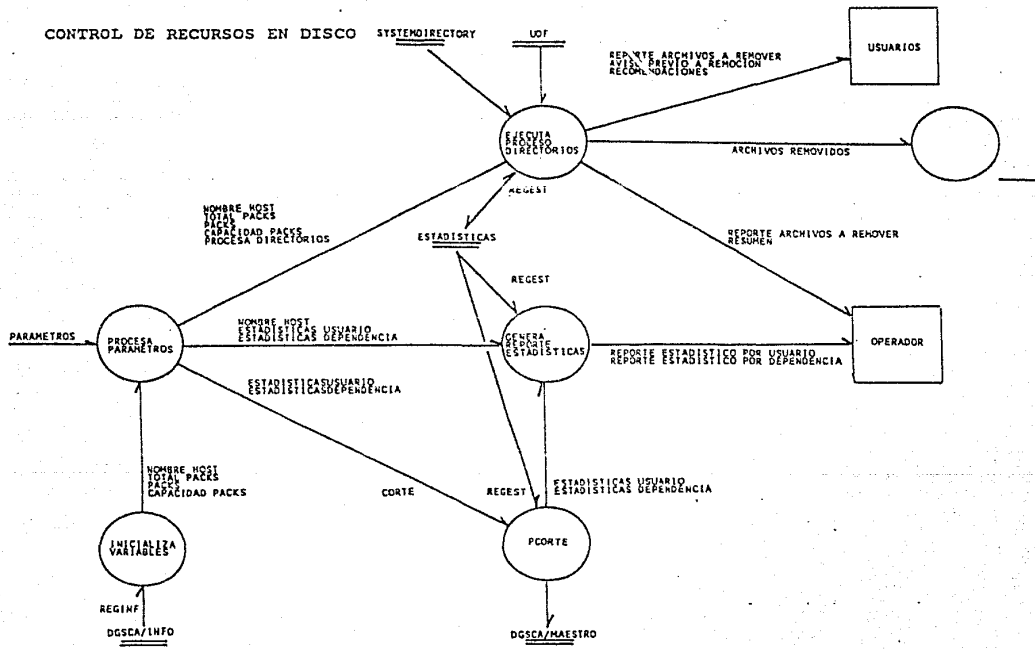 CONTROL DE RECURSOS EN DISCO
SYSTEMDIRECTORY
UDF
REPORTE ARCHIVOS A REMOVER
AVISO PREVIO A REMOCION
RECOMENDACIONES
USUARIOS
EJECUTA
PROCESO
DIRECTORIOS
ARCHIVOS REMOVIDOS
REGEST
NOMBRE HOST
TOTAL PACKS
PACKS
CAPACIDAD PACKS
PROCESA DIRECTORIOS
ESTADISTICAS
REPORTE ARCHIVOS A REMOVER
RESUMEN
REGEST
PARAMETROS
PROCESA
PARAMETROS
NOMBRE HOST
ESTADISTICAS USUARIO
ESTADISTICAS DEPENDENCIA
GENERA
REPORTE
ESTADISTICAS
REPORTE ESTADISTICO POR USUARIO
REPORTE ESTADISTICO POR DEPENDENCIA
OPERADOR
ESTADISTICASUSUARIO
ESTADISTICASDEPENDENCIA
NOMBRE HOST
TOTAL PACKS
PACKS
CAPACIDAD PACKS
CORTE
REGEST
ESTADISTICAS USUARIO
ESTADISTICAS DEPENDENCIA
INICIALIZA
VARIABLES
PCORTE
REGINF
DGSCA/INFO
DGSCA/MAESTRO